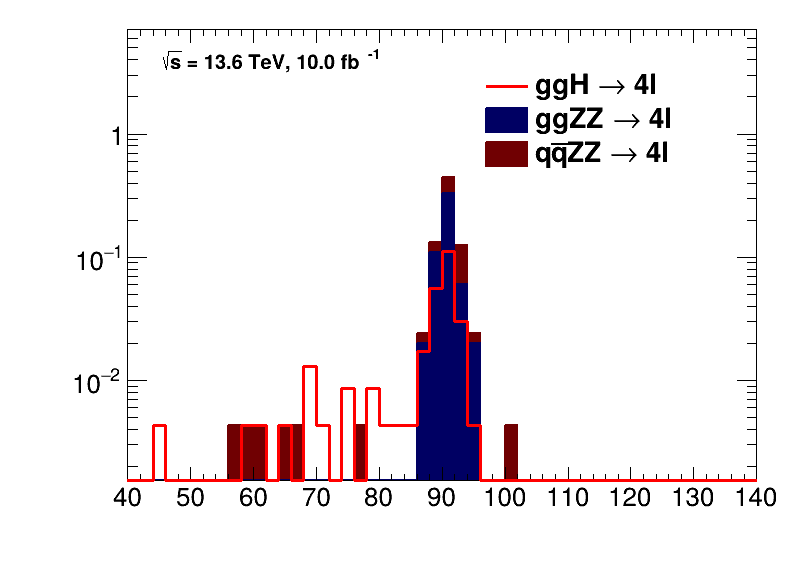 √s = 13.6 TeV, 10.0 fb⁻¹
ggH → 4l
ggZZ → 4l
qq̅ZZ → 4l
1
10⁻¹
10⁻²
40 50 60 70 80 90 100 110 120 130 140